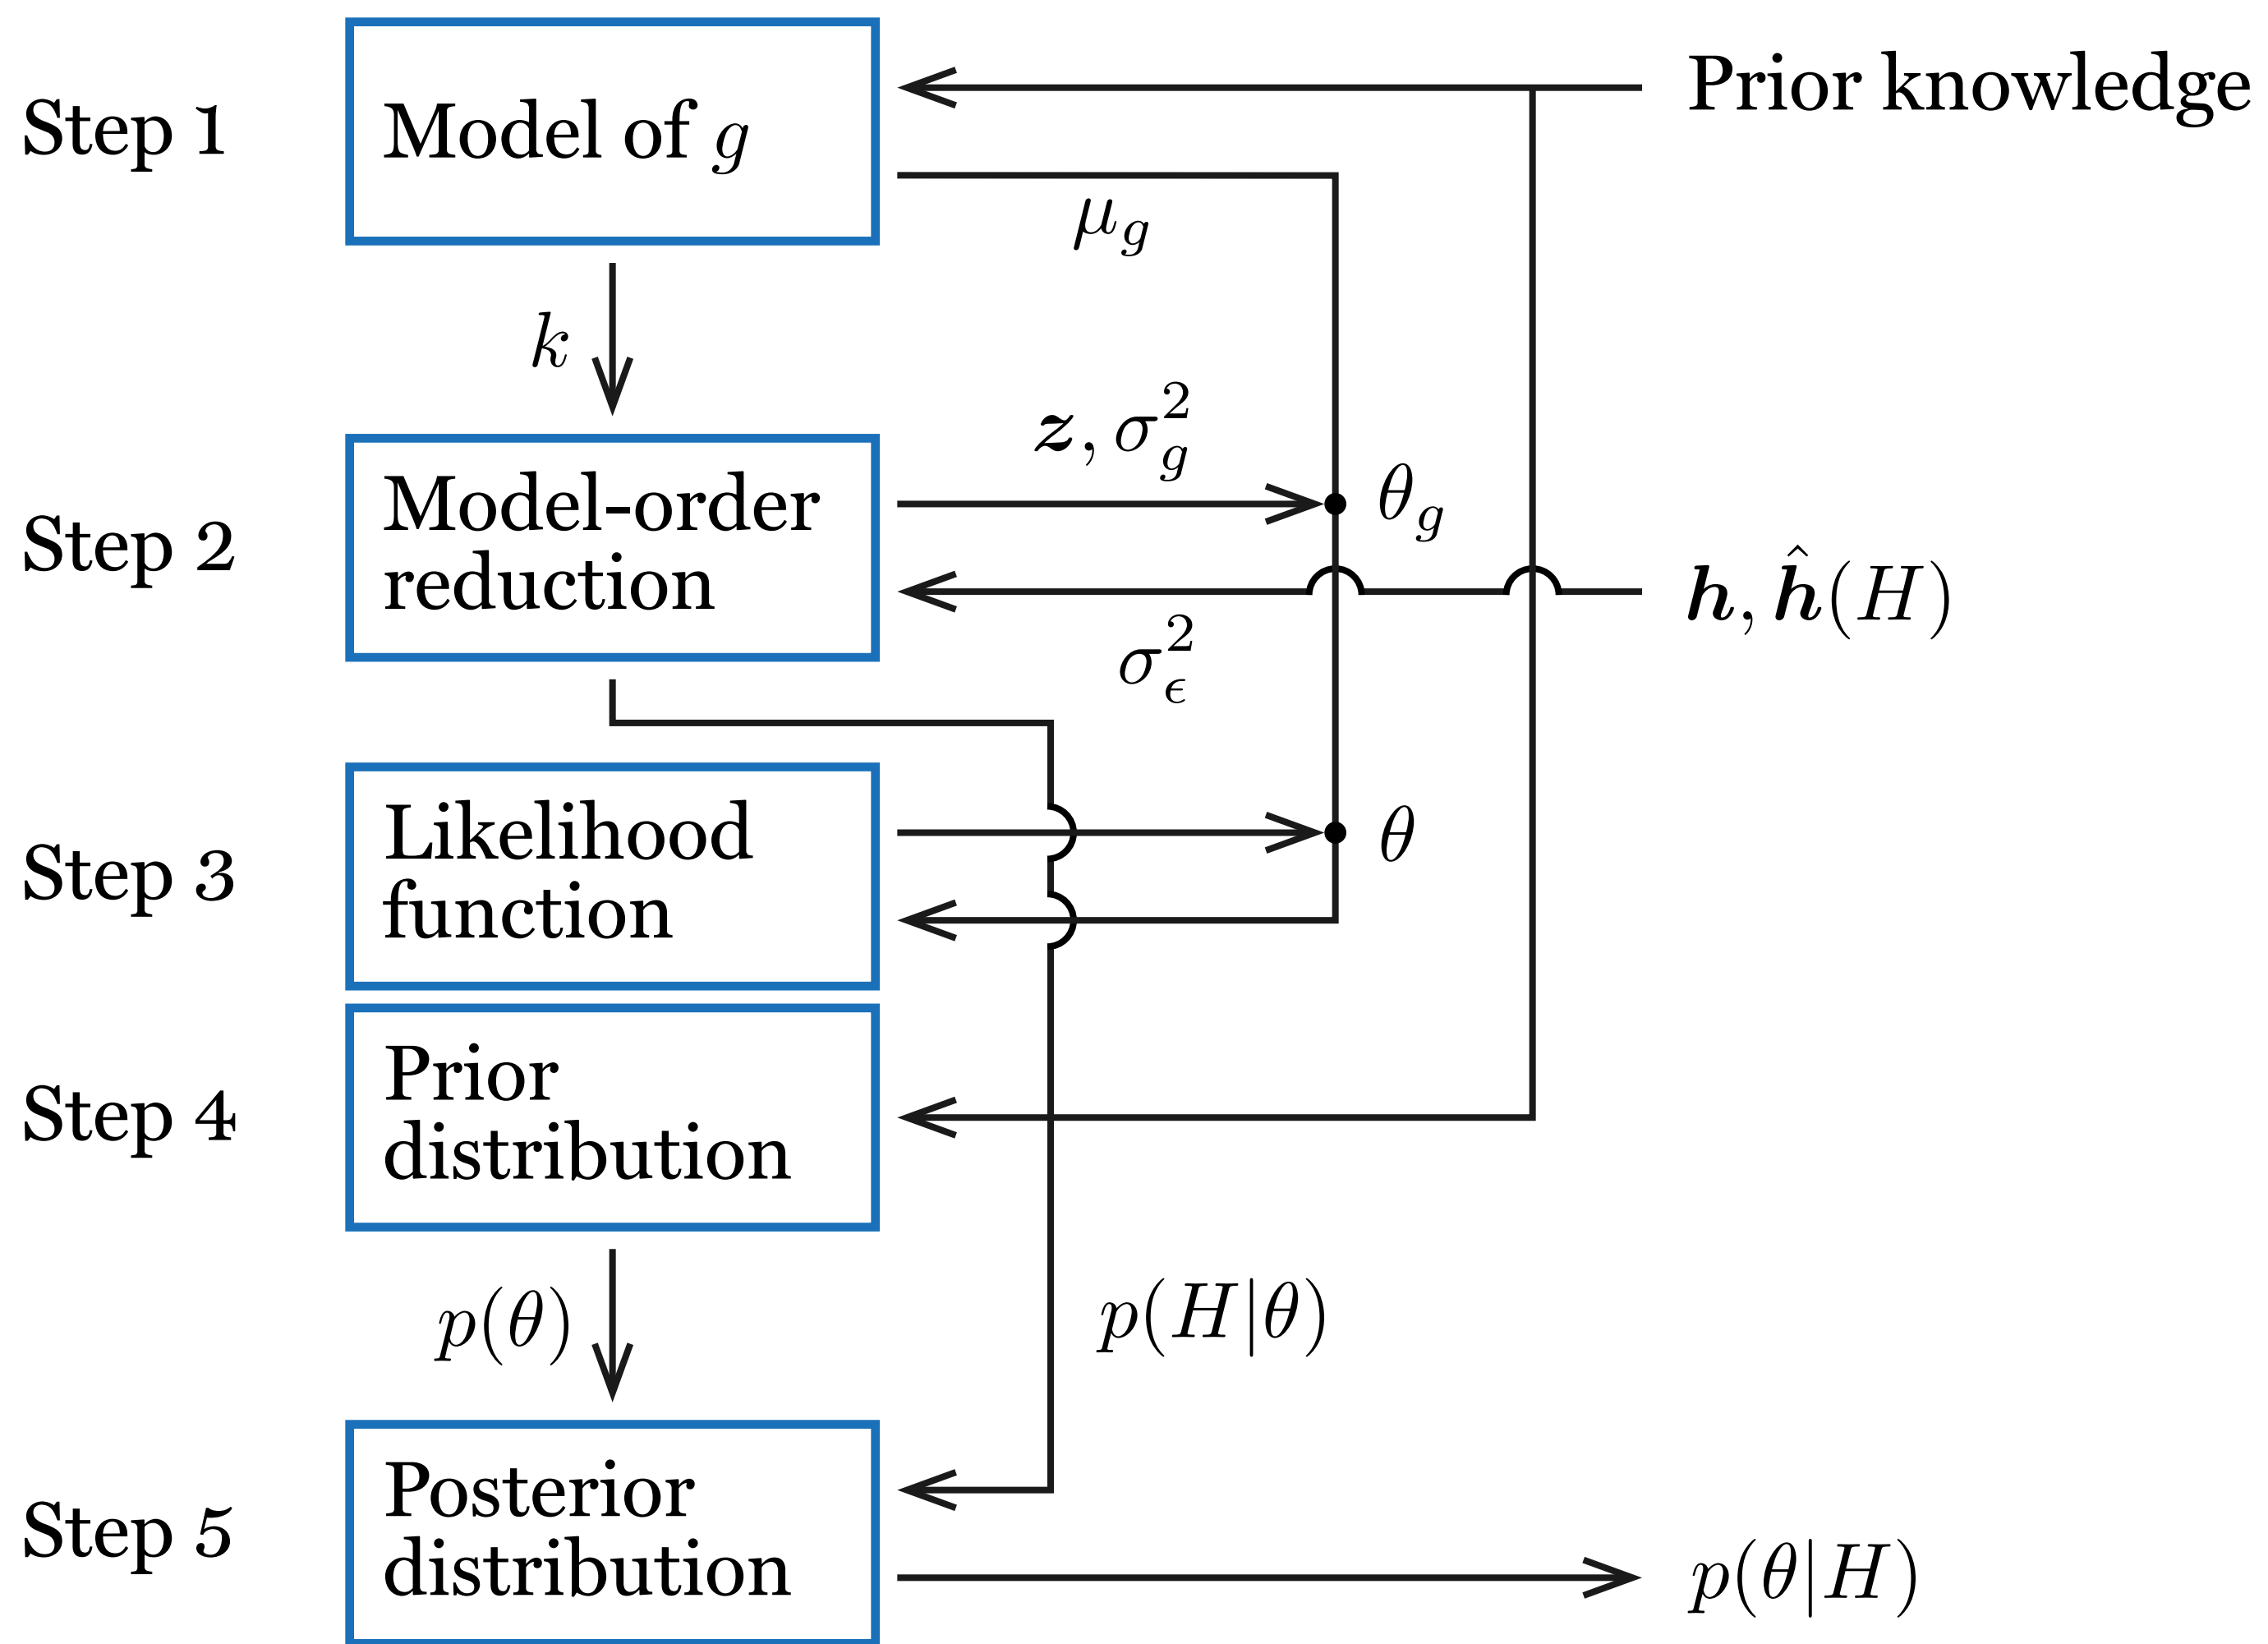 Prior knowledge
Step 1
Model of g
μ_g
k
z, σ_g^2
θ_g
Step 2
Model-order
reduction
h, ĥ(H)
σ_ϵ^2
Step 3
Likelihood
function
θ
Step 4
Prior
distribution
p(θ)
p(H|θ)
Step 5
Posterior
distribution
p(θ|H)